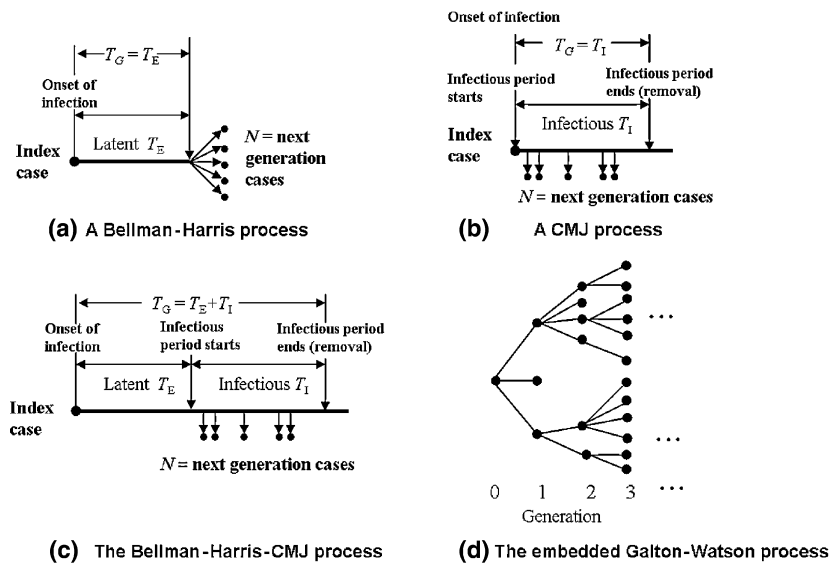 T_G = T_E
Onset of
infection
Latent T_E
Index
case
N = next
generation
cases
(a) A Bellman-Harris process
Onset of infection
T_G = T_I
Infectious period
starts
Infectious period
ends (removal)
Infectious T_I
Index
case
N = next generation cases
(b) A CMJ process
T_G = T_E+T_I
Onset of
infection
Infectious
period starts
Infectious period
ends (removal)
Latent T_E
Infectious T_I
Index
case
N = next generation cases
(c) The Bellman-Harris-CMJ process
...
...
0 1 2 3 ...
Generation
(d) The embedded Galton-Watson process